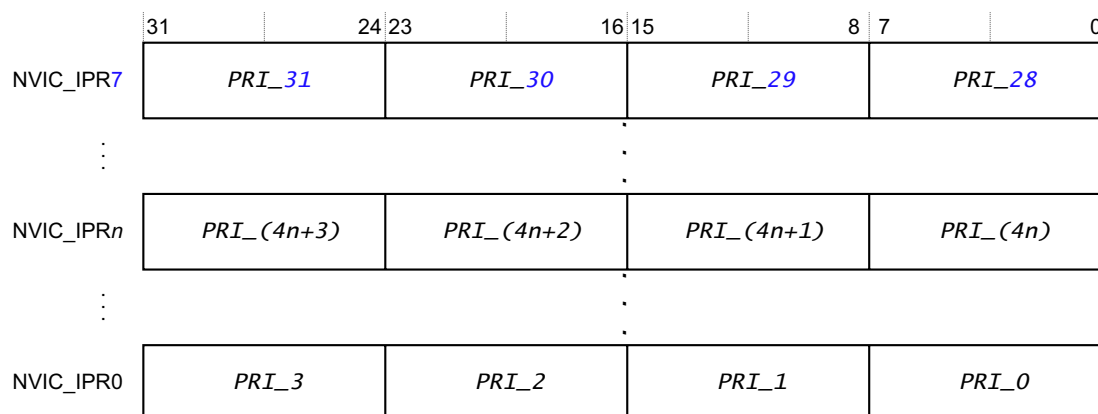 31 24 23 16 15 8 7 0
NVIC_IPR7 PRI_31 PRI_30 PRI_29 PRI_28
NVIC_IPRn PRI_(4n+3) PRI_(4n+2) PRI_(4n+1) PRI_(4n)
NVIC_IPR0 PRI_3 PRI_2 PRI_1 PRI_0